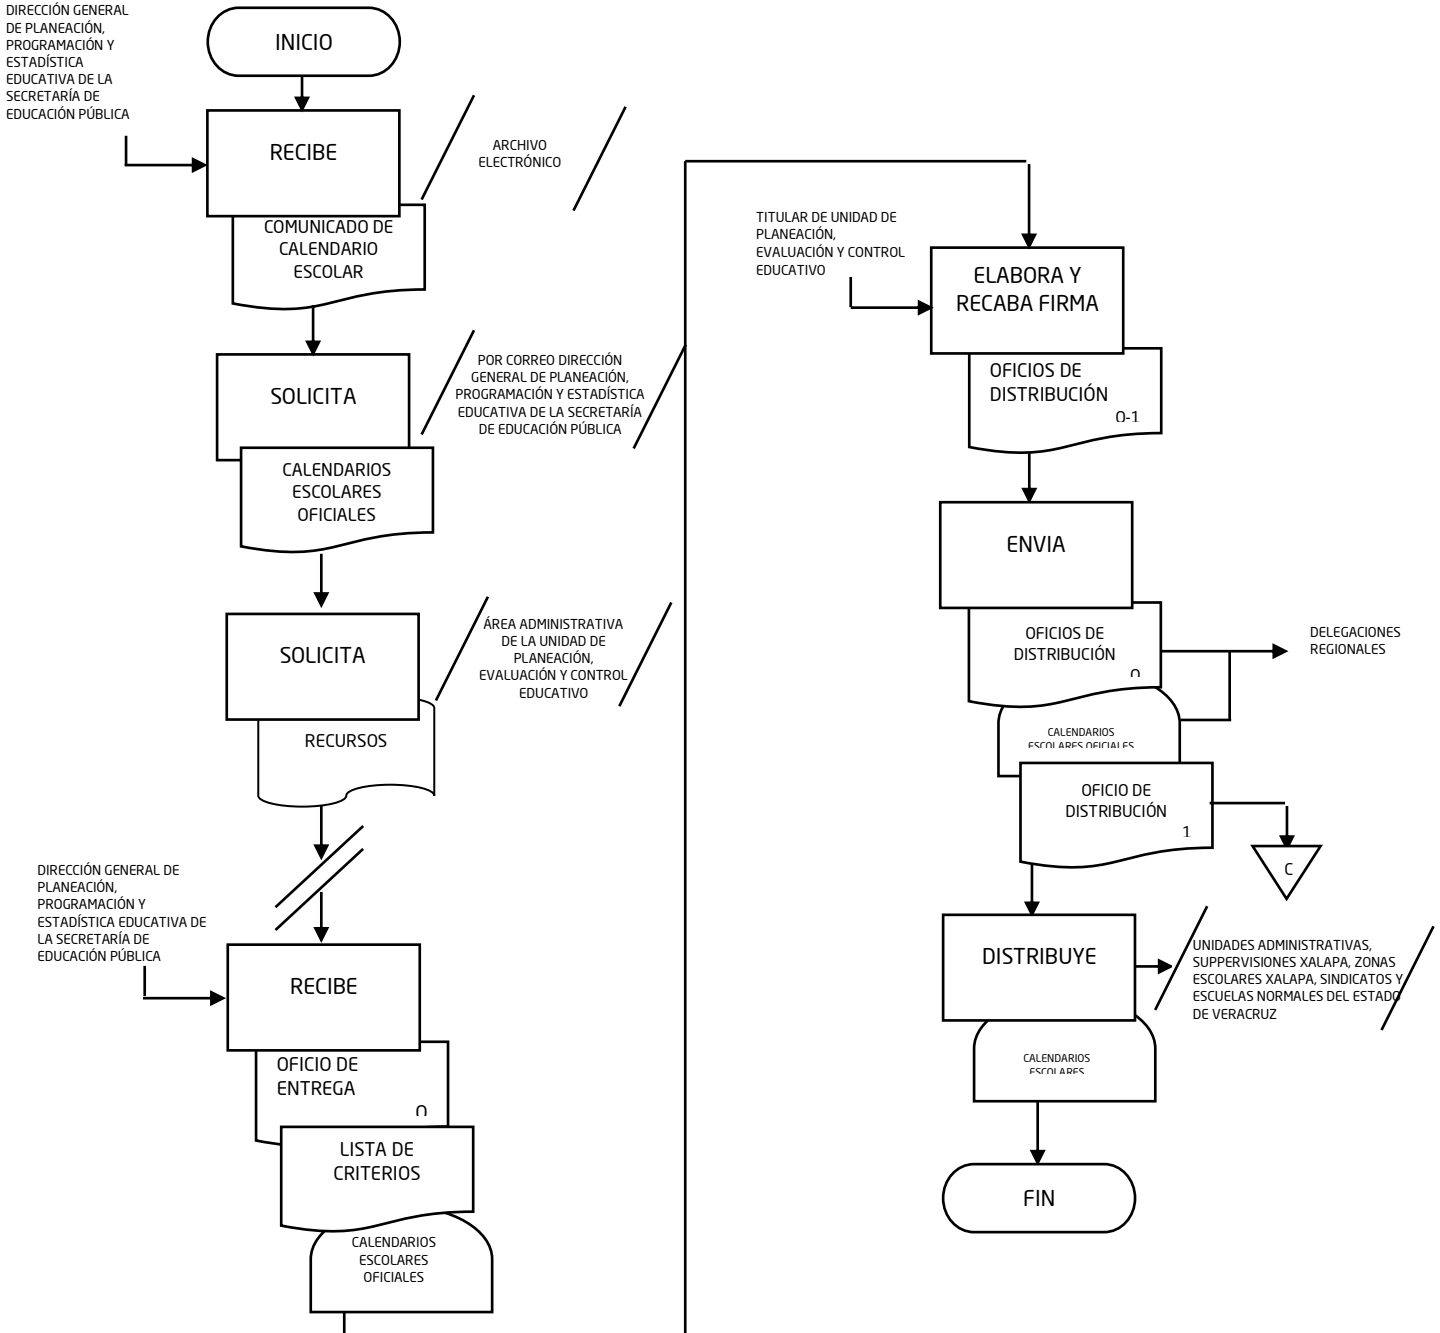 DIRECCIÓN GENERAL
DE PLANEACIÓN,
PROGRAMACIÓN Y
ESTADÍSTICA
EDUCATIVA DE LA
SECRETARÍA DE
EDUCACIÓN PÚBLICA
INICIO
RECIBE
ARCHIVO
ELECTRÓNICO
COMUNICADO DE
CALENDARIO
ESCOLAR
SOLICITA
POR CORREO DIRECCIÓN
GENERAL DE PLANEACIÓN,
PROGRAMACIÓN Y ESTADÍSTICA
EDUCATIVA DE LA SECRETARÍA
DE EDUCACIÓN PÚBLICA
CALENDARIOS
ESCOLARES
OFICIALES
SOLICITA
ÁREA ADMINISTRATIVA
DE LA UNIDAD DE
PLANEACIÓN,
EVALUACIÓN Y CONTROL
EDUCATIVO
RECURSOS
DIRECCIÓN GENERAL DE
PLANEACIÓN,
PROGRAMACIÓN Y
ESTADÍSTICA EDUCATIVA DE
LA SECRETARÍA DE
EDUCACIÓN PÚBLICA
RECIBE
OFICIO DE
ENTREGA
O
LISTA DE
CRITERIOS
CALENDARIOS
ESCOLARES
OFICIALES
TITULAR DE UNIDAD DE
PLANEACIÓN,
EVALUACIÓN Y CONTROL
EDUCATIVO
ELABORA Y
RECABA FIRMA
OFICIOS DE
DISTRIBUCIÓN
O-1
ENVIA
OFICIOS DE
DISTRIBUCIÓN
O
DELEGACIONES
REGIONALES
CALENDARIOS
ESCOLARES OFICIALES
OFICIO DE
DISTRIBUCIÓN
1
C
DISTRIBUYE
UNIDADES ADMINISTRATIVAS,
SUPPERVISIONES XALAPA, ZONAS
ESCOLARES XALAPA, SINDICATOS Y
ESCUELAS NORMALES DEL ESTADO
DE VERACRUZ
CALENDARIOS
ESCOLARES
FIN